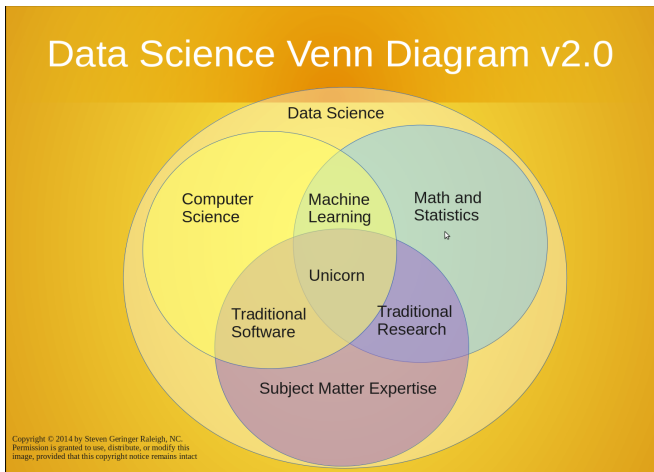 Data Science Venn Diagram v2.0
Data Science
Computer
Science
Machine
Learning
Math and
Statistics
Unicorn
Traditional
Software
Traditional
Research
Subject Matter Expertise
Copyright © 2014 by Steven Geringer Raleigh, NC.
Permission is granted to use, distribute, or modify this
image, provided that this copyright notice remains intact